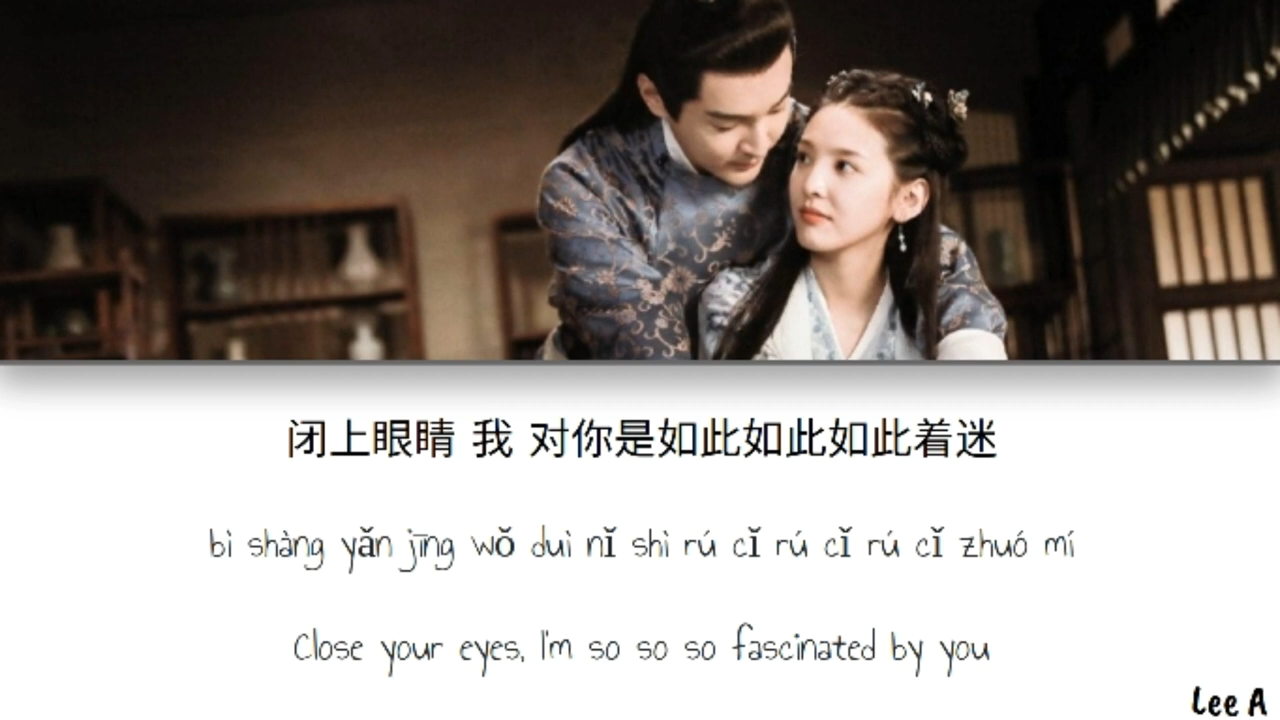 闭上眼睛 我 对你是如此如此如此着迷
bì shàng yǎn jīng wǒ duì nǐ shì rú cǐ rú cǐ rú cǐ zhuó mí
Close your eyes, I'm so so so fascinated by you
Lee A